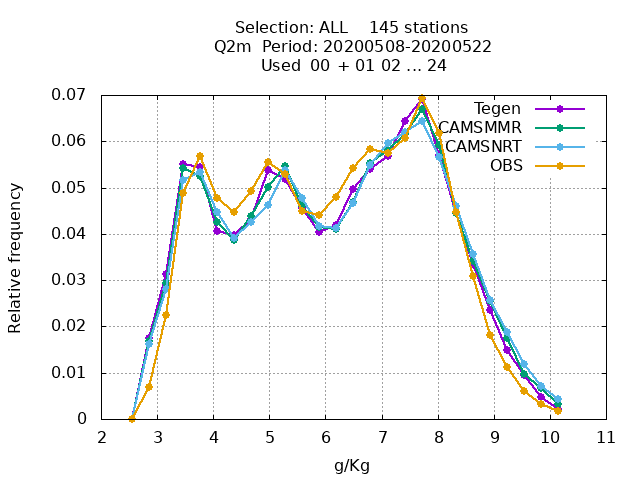 Selection: ALL    145 stations
Q2m  Period: 20200508-20200522
Used  00 + 01 02 ... 24
0.07
0.06
0.05
0.04
0.03
0.02
0.01
0
Relative frequency
Tegen
CAMSMMR
CAMSNRT
OBS
2 3 4 5 6 7 8 9 10 11
g/Kg